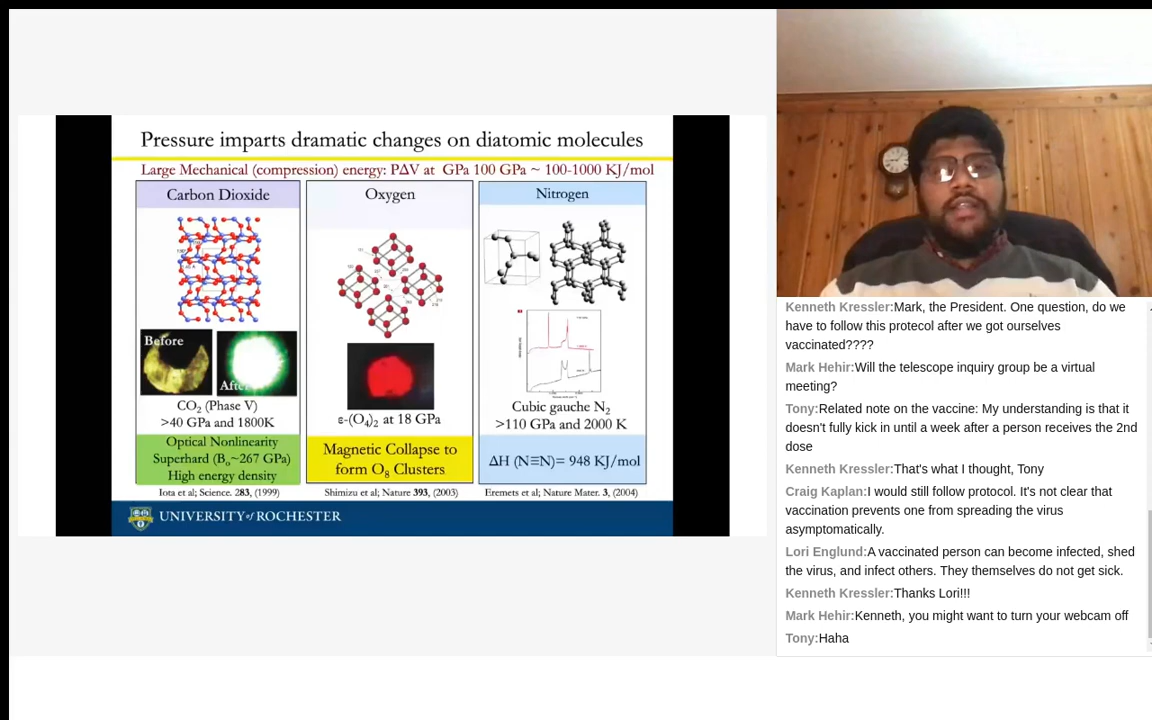 Pressure imparts dramatic changes on diatomic molecules
Large Mechanical (compression) energy: PΔV at GPa 100 GPa ~ 100-1000 KJ/mol
Carbon Dioxide
Before
After
CO₂ (Phase V)
>40 GPa and 1800K
Optical Nonlinearity
Superhard (Bₒ~267 GPa)
High energy density
Iota et al; Science. 283, (1999)
Oxygen
ε-(O₄)₂ at 18 GPa
Magnetic Collapse to
form O₈ Clusters
Shimizu et al; Nature 393, (2003)
Nitrogen
Cubic gauche N₂
>110 GPa and 2000 K
ΔH (N≡N)= 948 KJ/mol
Eremets et al; Nature Mater. 3, (2004)
UNIVERSITY of ROCHESTER
Kenneth Kressler:Mark, the President. One question, do we
have to follow this protecol after we got ourselves
vaccinated????
Mark Hehir:Will the telescope inquiry group be a virtual
meeting?
Tony:Related note on the vaccine: My understanding is that it
doesn't fully kick in until a week after a person receives the 2nd
dose
Kenneth Kressler:That's what I thought, Tony
Craig Kaplan:I would still follow protocol. It's not clear that
vaccination prevents one from spreading the virus
asymptomatically.
Lori Englund:A vaccinated person can become infected, shed
the virus, and infect others. They themselves do not get sick.
Kenneth Kressler:Thanks Lori!!!
Mark Hehir:Kenneth, you might want to turn your webcam off
Tony:Haha